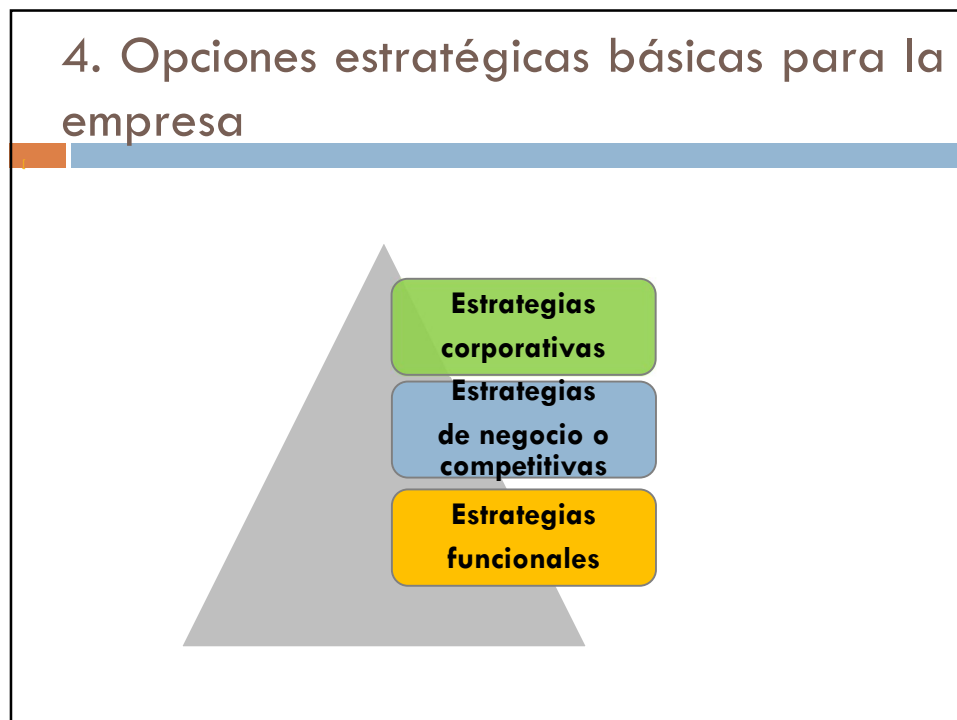 4. Opciones estratégicas básicas para la
empresa
Estrategias
corporativas
Estrategias
de negocio o
competitivas
Estrategias
funcionales